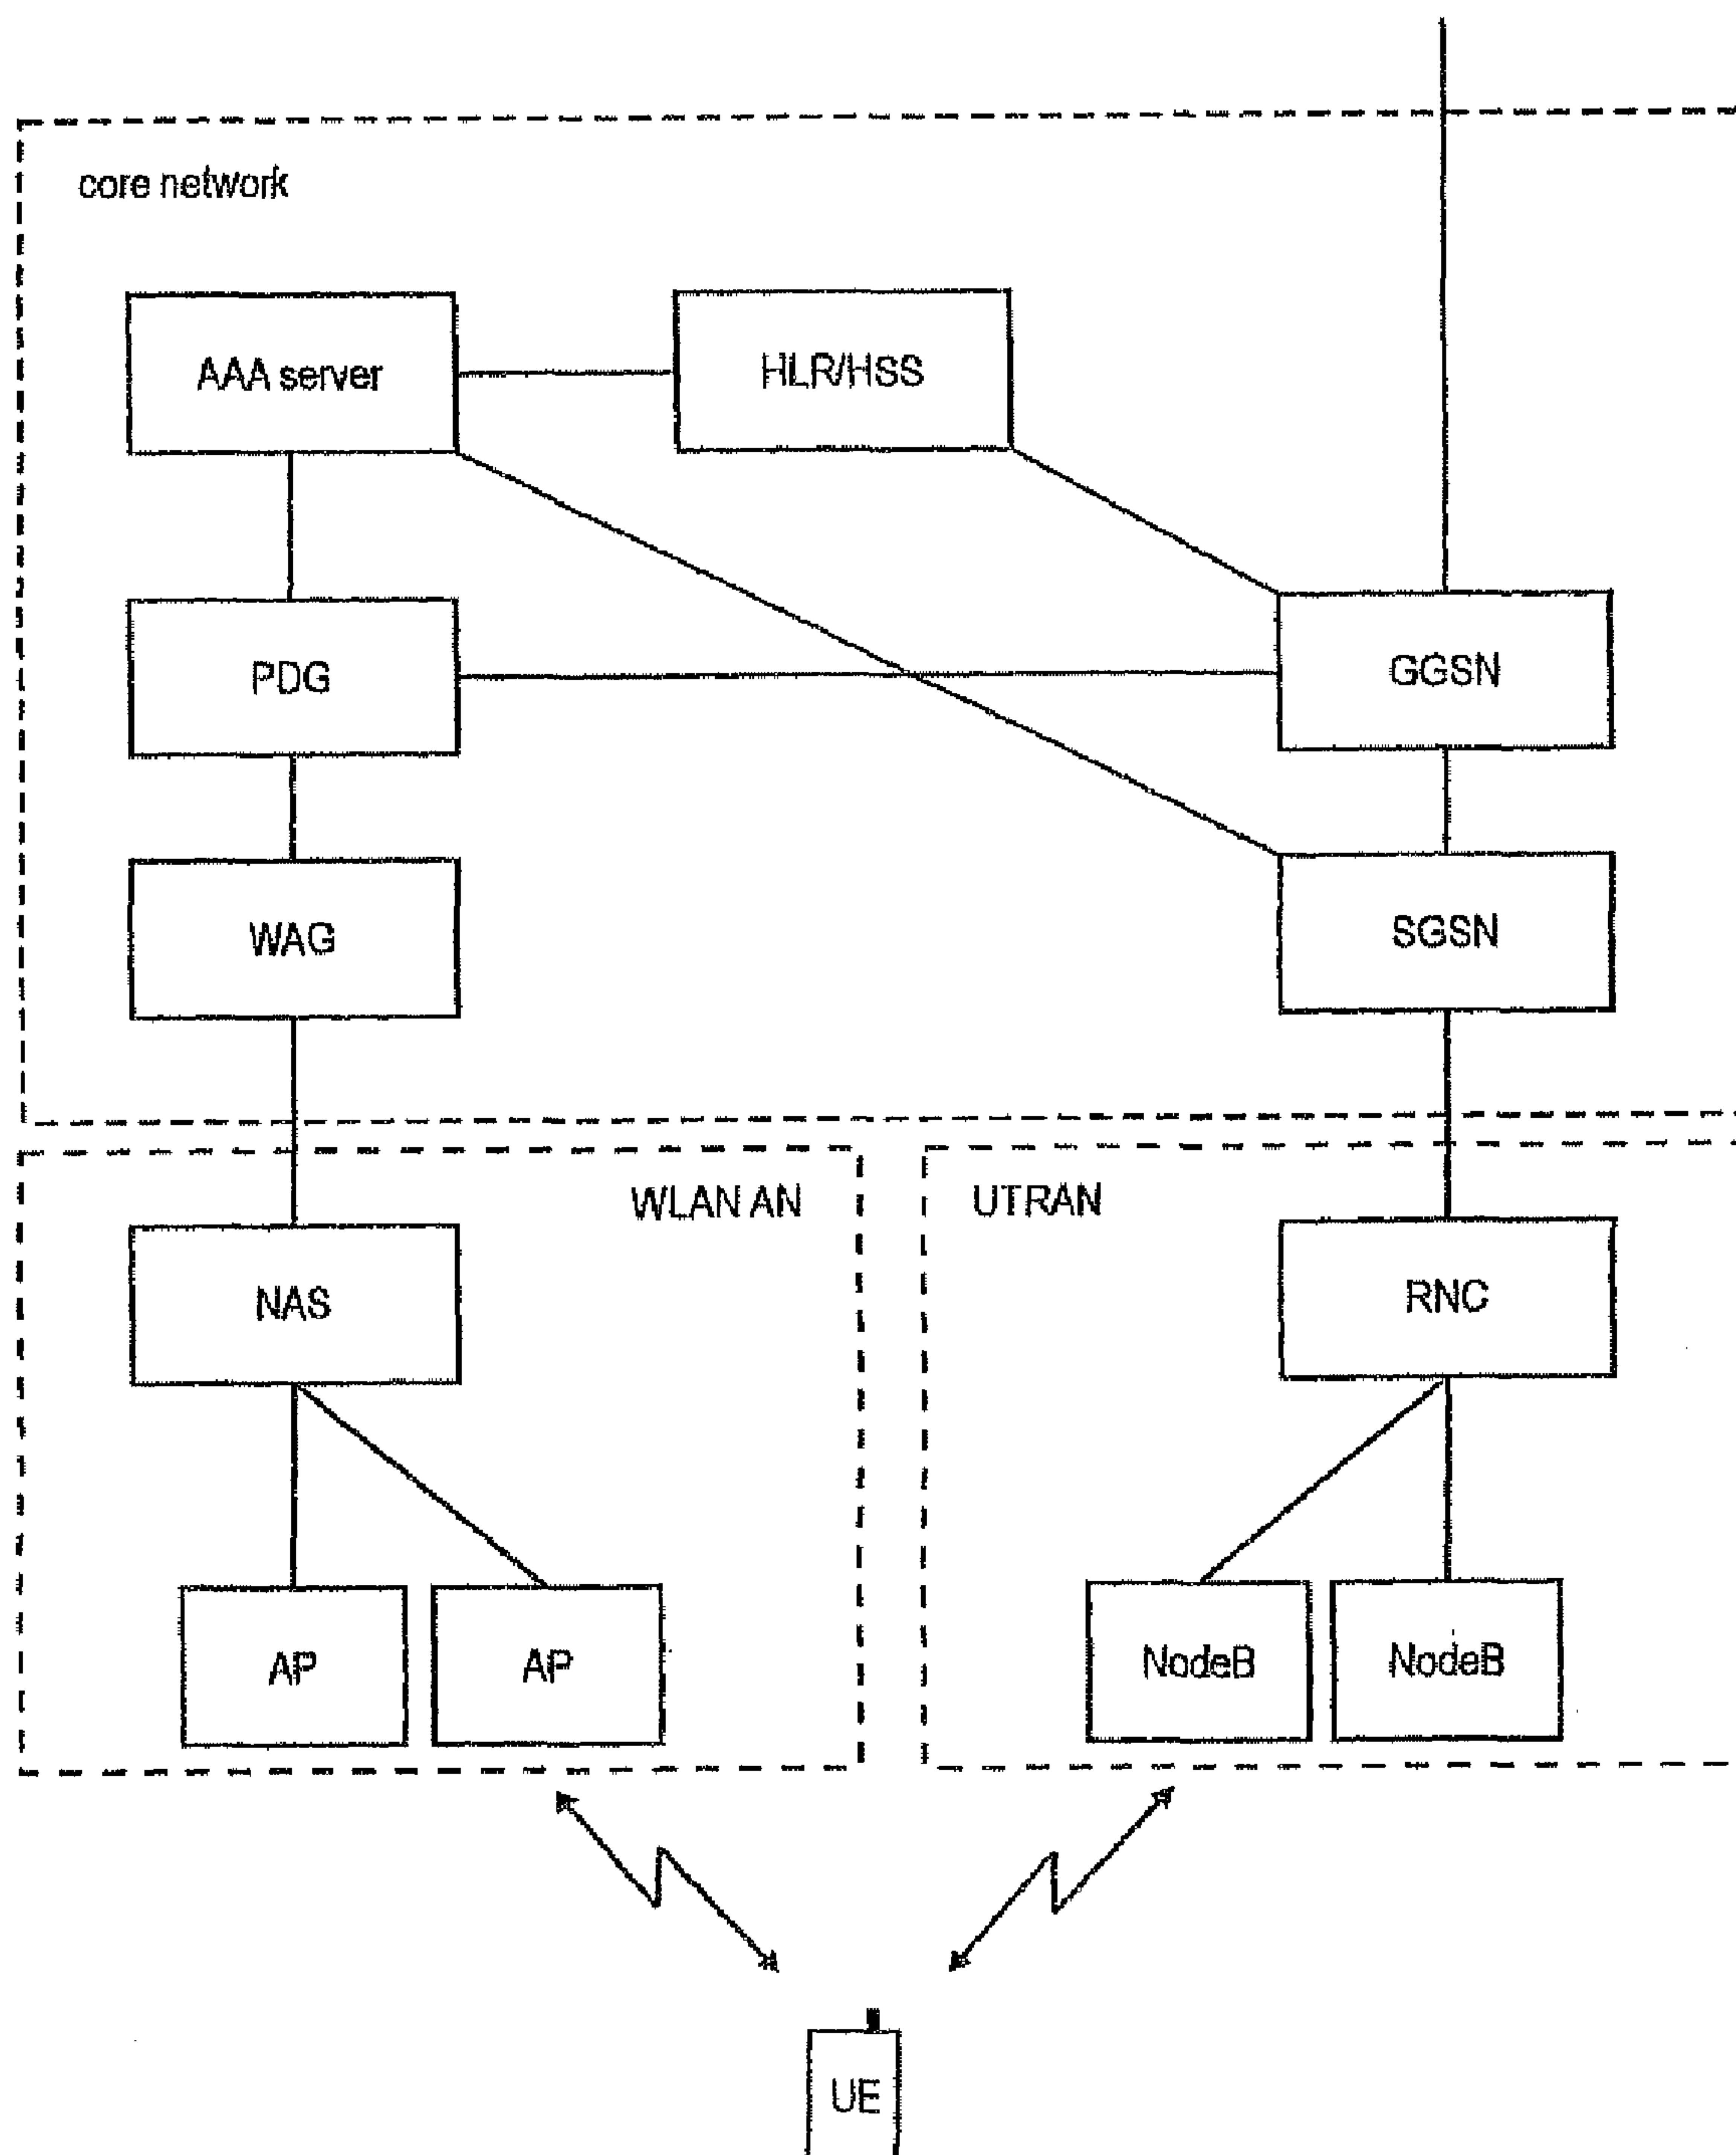 core network
AAA server
HLR/HSS
PDG
GGSN
WAG
SGSN
WLAN AN
UTRAN
NAS
RNC
AP
AP
NodeB
NodeB
UE